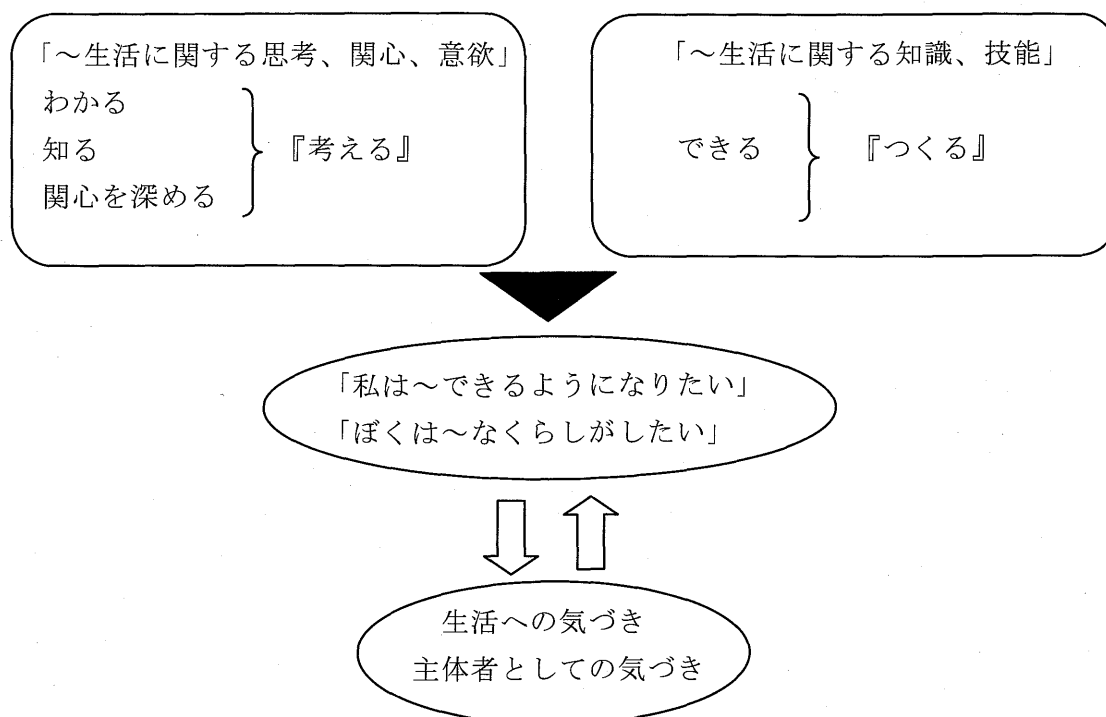 「～生活に関する思考、関心、意欲」
わかる
知る
関心を深める
『考える』
「～生活に関する知識、技能」
できる
『つくる』
「私は～できるようになりたい」
「ぼくは～なくらしがしたい」
生活への気づき
主体者としての気づき